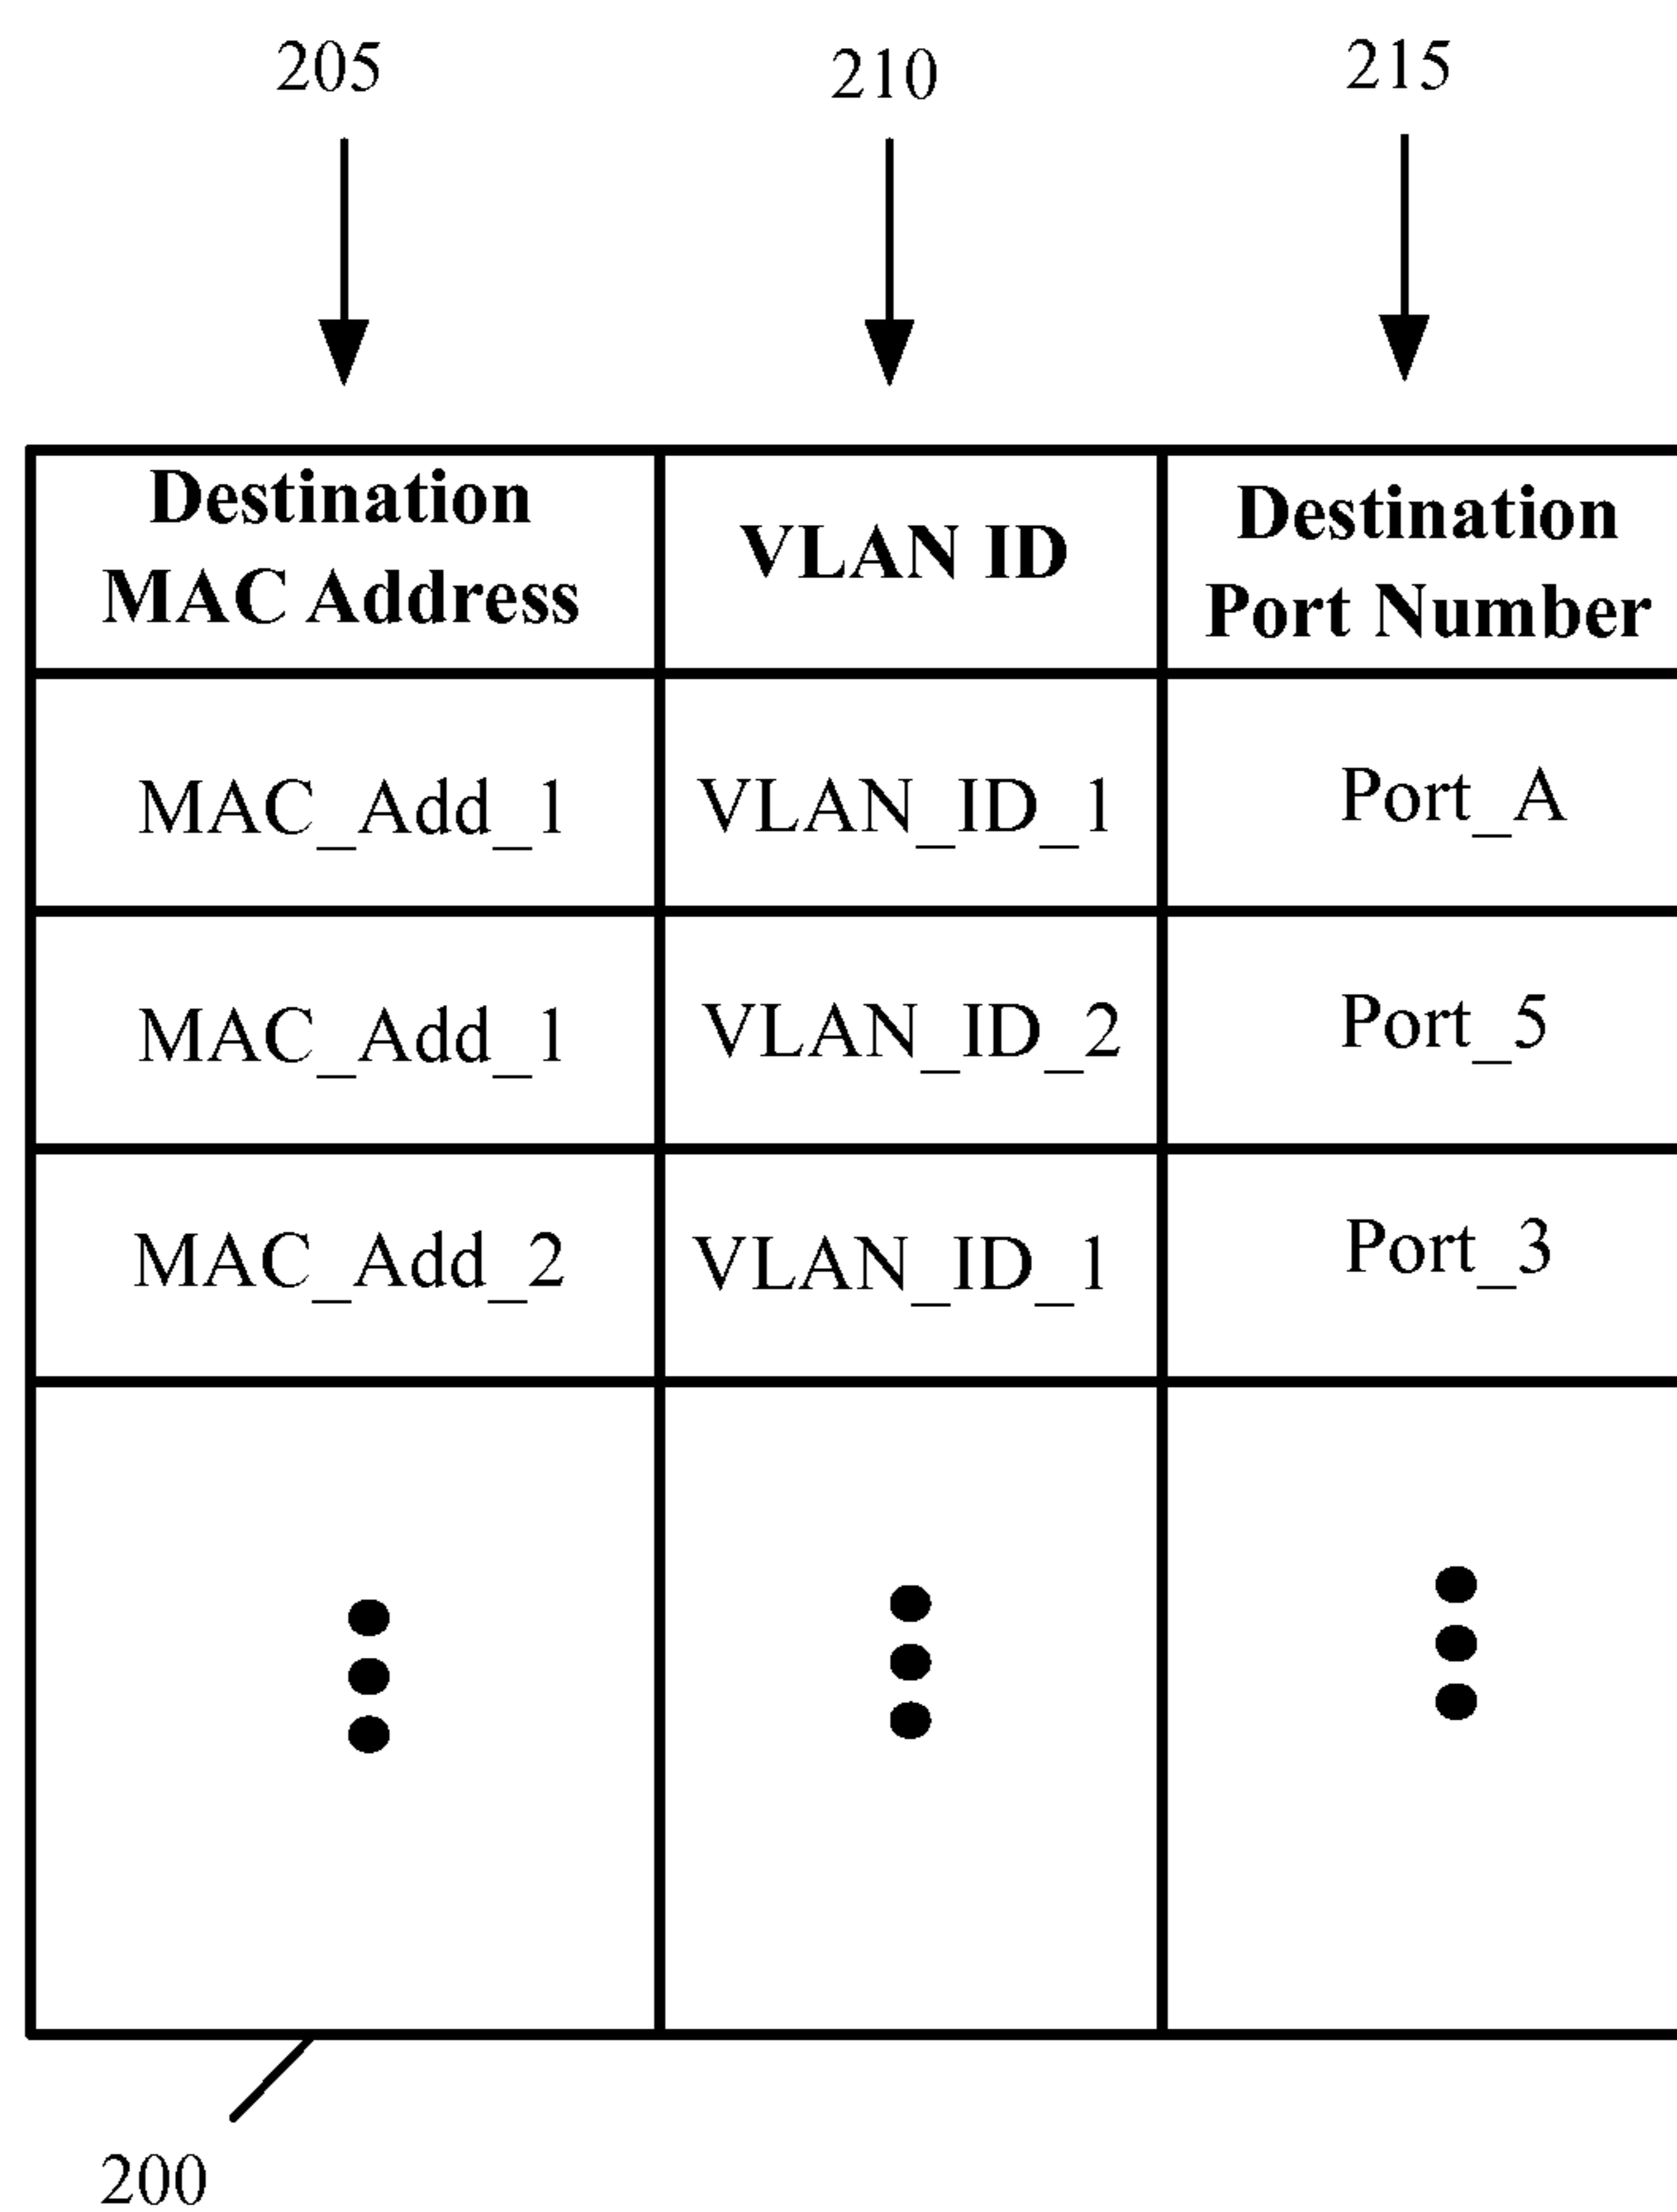 205
210
215
Destination
MAC Address
VLAN ID
Destination
Port Number
MAC_Add_1
VLAN_ID_1
Port_A
MAC_Add_1
VLAN_ID_2
Port_5
MAC_Add_2
VLAN_ID_1
Port_3
200